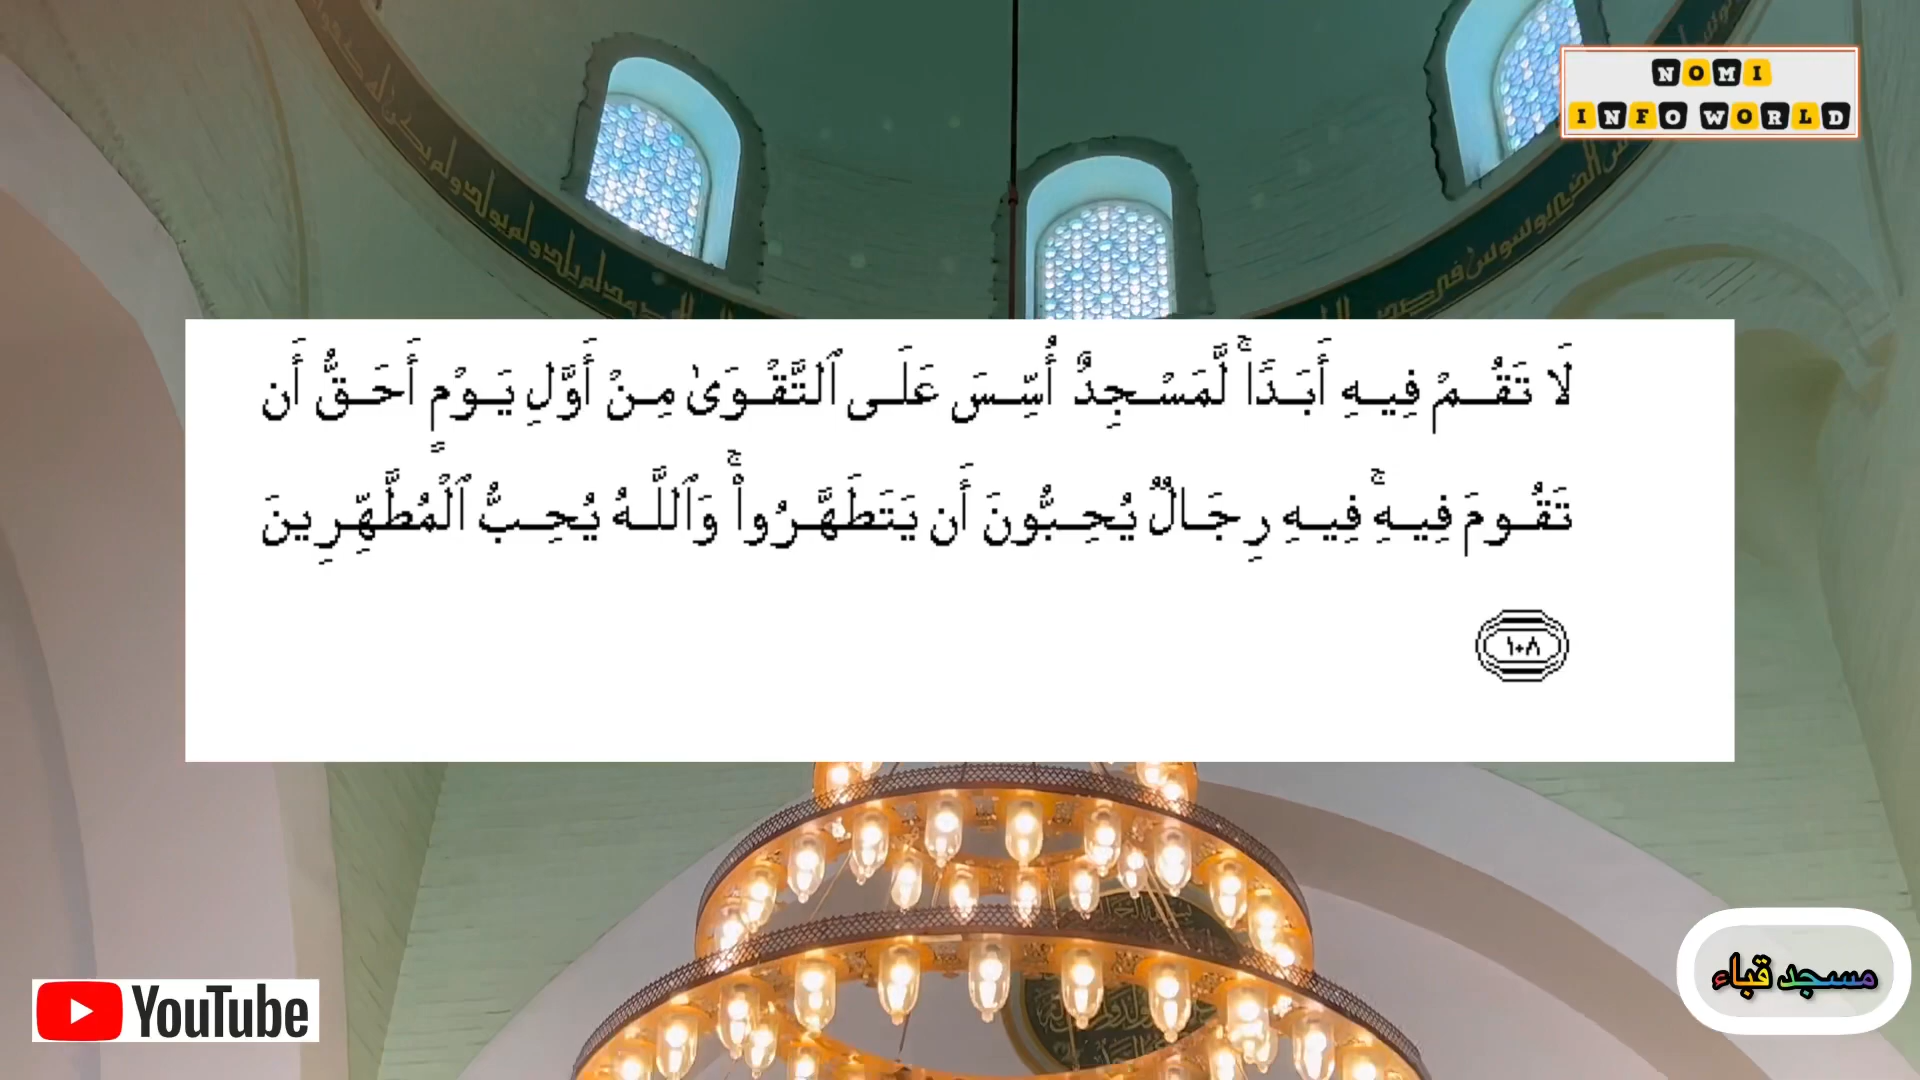 NOMI
INFO WORLD
لَا تَقُمْ فِيهِ أَبَدًا ۚ لَّمَسْجِدٌ أُسِّسَ عَلَى ٱلتَّقْوَىٰ مِنْ أَوَّلِ يَوْمٍ أَحَقُّ أَن
تَقُومَ فِيهِ ۚ فِيهِ رِجَالٌ يُحِبُّونَ أَن يَتَطَهَّرُوا۟ ۚ وَٱللَّهُ يُحِبُّ ٱلْمُطَّهِّرِينَ
١٠٨
مسجد قباء
YouTube